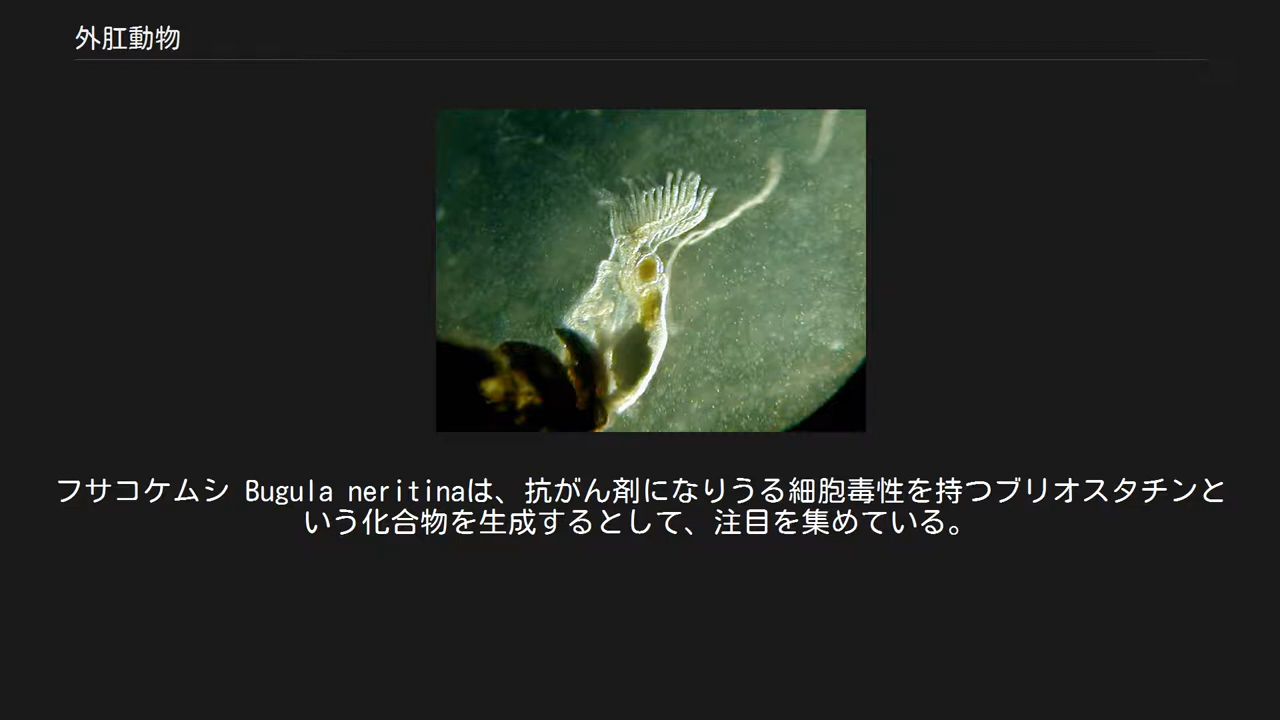 外肛動物
フサコケムシ Bugula neritinaは、抗がん剤になりうる細胞毒性を持つブリオスタチンと
いう化合物を生成するとして、注目を集めている。